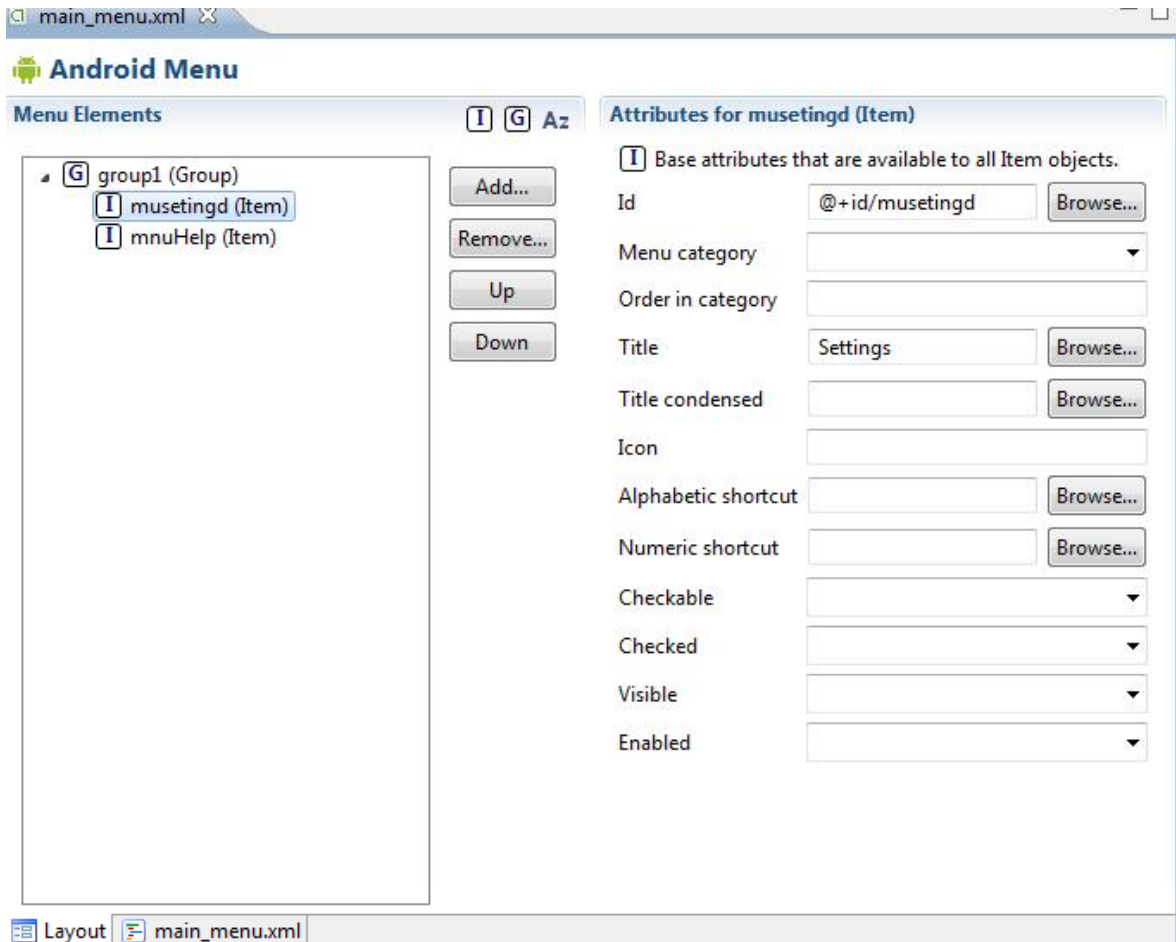 main_menu.xml
Android Menu
Menu Elements
I G Az
G group1 (Group)
I musetingd (Item)
I mnuHelp (Item)
Add...
Remove...
Up
Down
Attributes for musetingd (Item)
I Base attributes that are available to all Item objects.
Id @+id/musetingd Browse...
Menu category
Order in category
Title Settings Browse...
Title condensed Browse...
Icon
Alphabetic shortcut Browse...
Numeric shortcut Browse...
Checkable
Checked
Visible
Enabled
Layout main_menu.xml